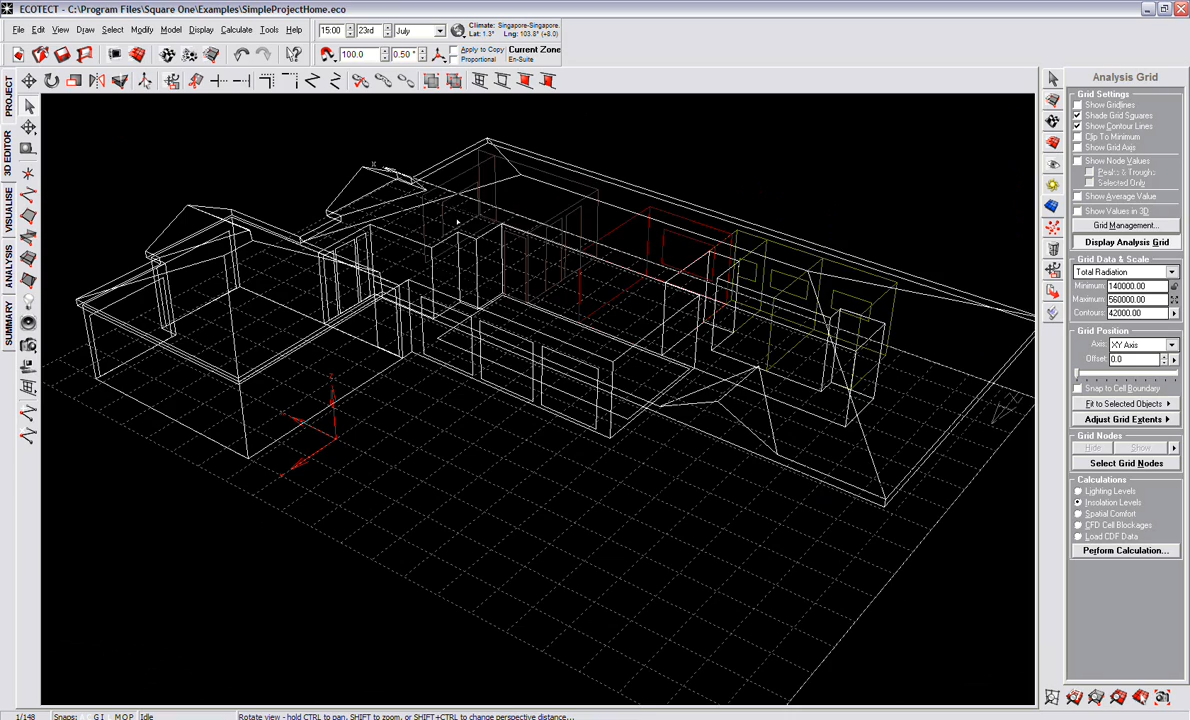 ECOTECT - C:\Program Files\Square One\Examples\SimpleProjectHome.eco
File Edit View Draw Select Modify Model Display Calculate Tools Help
15:00 23rd July
Climate: Singapore-Singapore.
Lat: 1.3° Lng: 103.8° (+8.0)
100.0 0.50 °
Apply to Copy
Proportional
Current Zone
En-Suite
PROJECT
3D EDITOR
VISUALISE
ANALYSIS
SUMMARY
Analysis Grid
Grid Settings
Show Gridlines
Shade Grid Squares
Show Contour Lines
Clip To Minimum
Show Grid Axis
Show Node Values
Peaks & Troughs
Selected Only
Show Average Value
Show Values in 3D
Grid Management...
Display Analysis Grid
Grid Data & Scale
Total Radiation
Minimum: 140000.00
Maximum: 560000.00
Contours: 42000.00
Grid Position
Axis: XY Axis
Offset: 0.0
Snap to Cell Boundary
Fit to Selected Objects
Adjust Grid Extents
Grid Nodes
Hide Show
Select Grid Nodes
Calculations
Lighting Levels
Insolation Levels
Spatial Comfort
CFD Cell Blockages
Load CDF Data
Perform Calculation...
1/148 Snaps: G I M O P Idle Rotate view - hold CTRL to pan, SHIFT to zoom, or SHIFT+CTRL to change perspective distance...